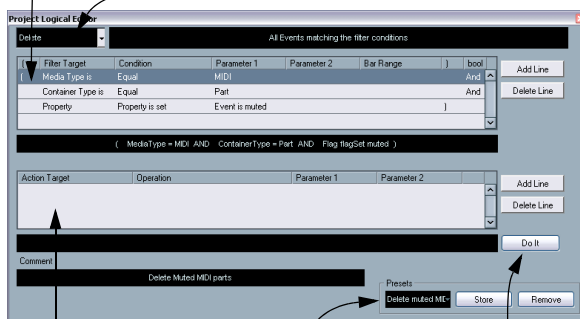 Project Logical Editor
Delete All Events matching the filter conditions
( Filter Target Condition Parameter 1 Parameter 2 Bar Range ) bool
( Media Type is Equal MIDI And
Container Type is Equal Part And
Property Property is set Event is muted )
Add Line
Delete Line
( MediaType = MIDI AND ContainerType = Part AND Flag flagSet muted )
Action Target Operation Parameter 1 Parameter 2
Add Line
Delete Line
Do It
Comment
Delete Muted MIDI parts
Presets
Delete muted MID Store Remove